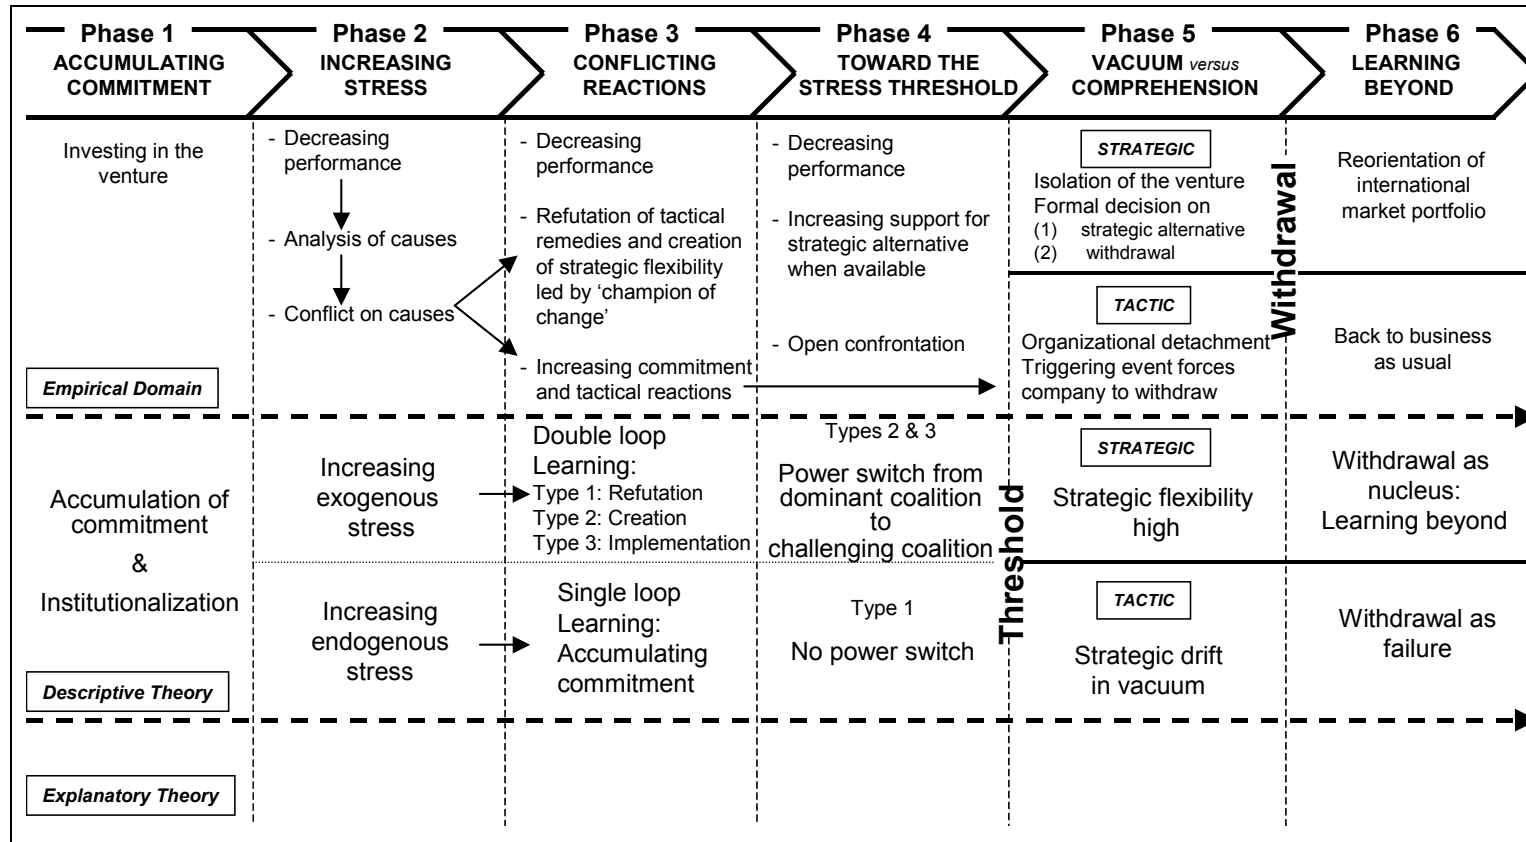 Phase 1
ACCUMULATING
COMMITMENT
Phase 2
INCREASING
STRESS
Phase 3
CONFLICTING
REACTIONS
Phase 4
TOWARD THE
STRESS THRESHOLD
Phase 5
VACUUM versus
COMPREHENSION
Phase 6
LEARNING
BEYOND
Investing in the
venture
- Decreasing
performance
- Analysis of causes
- Conflict on causes
- Decreasing
performance
- Refutation of tactical
remedies and creation
of strategic flexibility
led by ‘champion of
change’
- Increasing commitment
and tactical reactions
- Decreasing
performance
- Increasing support for
strategic alternative
when available
- Open confrontation
STRATEGIC
Isolation of the venture
Formal decision on
(1) strategic alternative
(2) withdrawal
TACTIC
Organizational detachment
Triggering event forces
company to withdraw
Withdrawal
Reorientation of
international
market portfolio
Back to business
as usual
Empirical Domain
Accumulation of
commitment
&
Institutionalization
Increasing
exogenous
stress
Increasing
endogenous
stress
Double loop
Learning:
Type 1: Refutation
Type 2: Creation
Type 3: Implementation
Single loop
Learning:
Accumulating
commitment
Types 2 & 3
Power switch from
dominant coalition
to
challenging coalition
Type 1
No power switch
Threshold
STRATEGIC
Strategic flexibility
high
TACTIC
Strategic drift
in vacuum
Withdrawal as
nucleus:
Learning beyond
Withdrawal as
failure
Descriptive Theory
Explanatory Theory